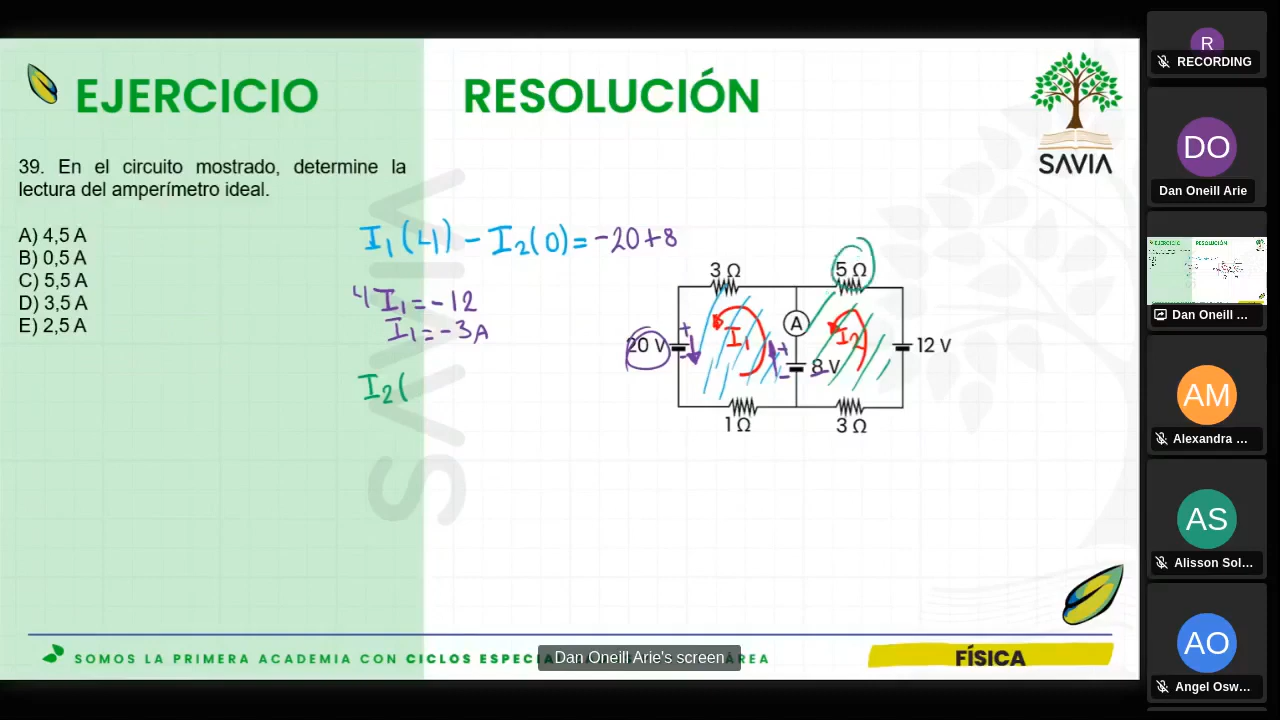 EJERCICIO
RESOLUCIÓN
SAVIA
39. En el circuito mostrado, determine la
lectura del amperímetro ideal.
A) 4,5 A
B) 0,5 A
C) 5,5 A
D) 3,5 A
E) 2,5 A
I₁(4) - I₂(0) = -20+8
4I₁ = -12
I₁ = -3A
I₂(
3 Ω
5 Ω
20 V
+
-
I₁
A
+
-
8 V
I₂
12 V
1 Ω
3 Ω
SAVIA
SOMOS LA PRIMERA ACADEMIA CON CICLOS ESPECI
ÁREA
Dan Oneill Arie's screen
FÍSICA
R
RECORDING
DO
Dan Oneill Arie
Dan Oneill ...
AM
Alexandra ...
AS
Alisson Sol...
AO
Angel Osw...